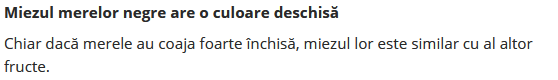 Miezul merelor negre are o culoare deschisă
Chiar dacă merele au coaja foarte închisă, miezul lor este similar cu al altor
fructe.